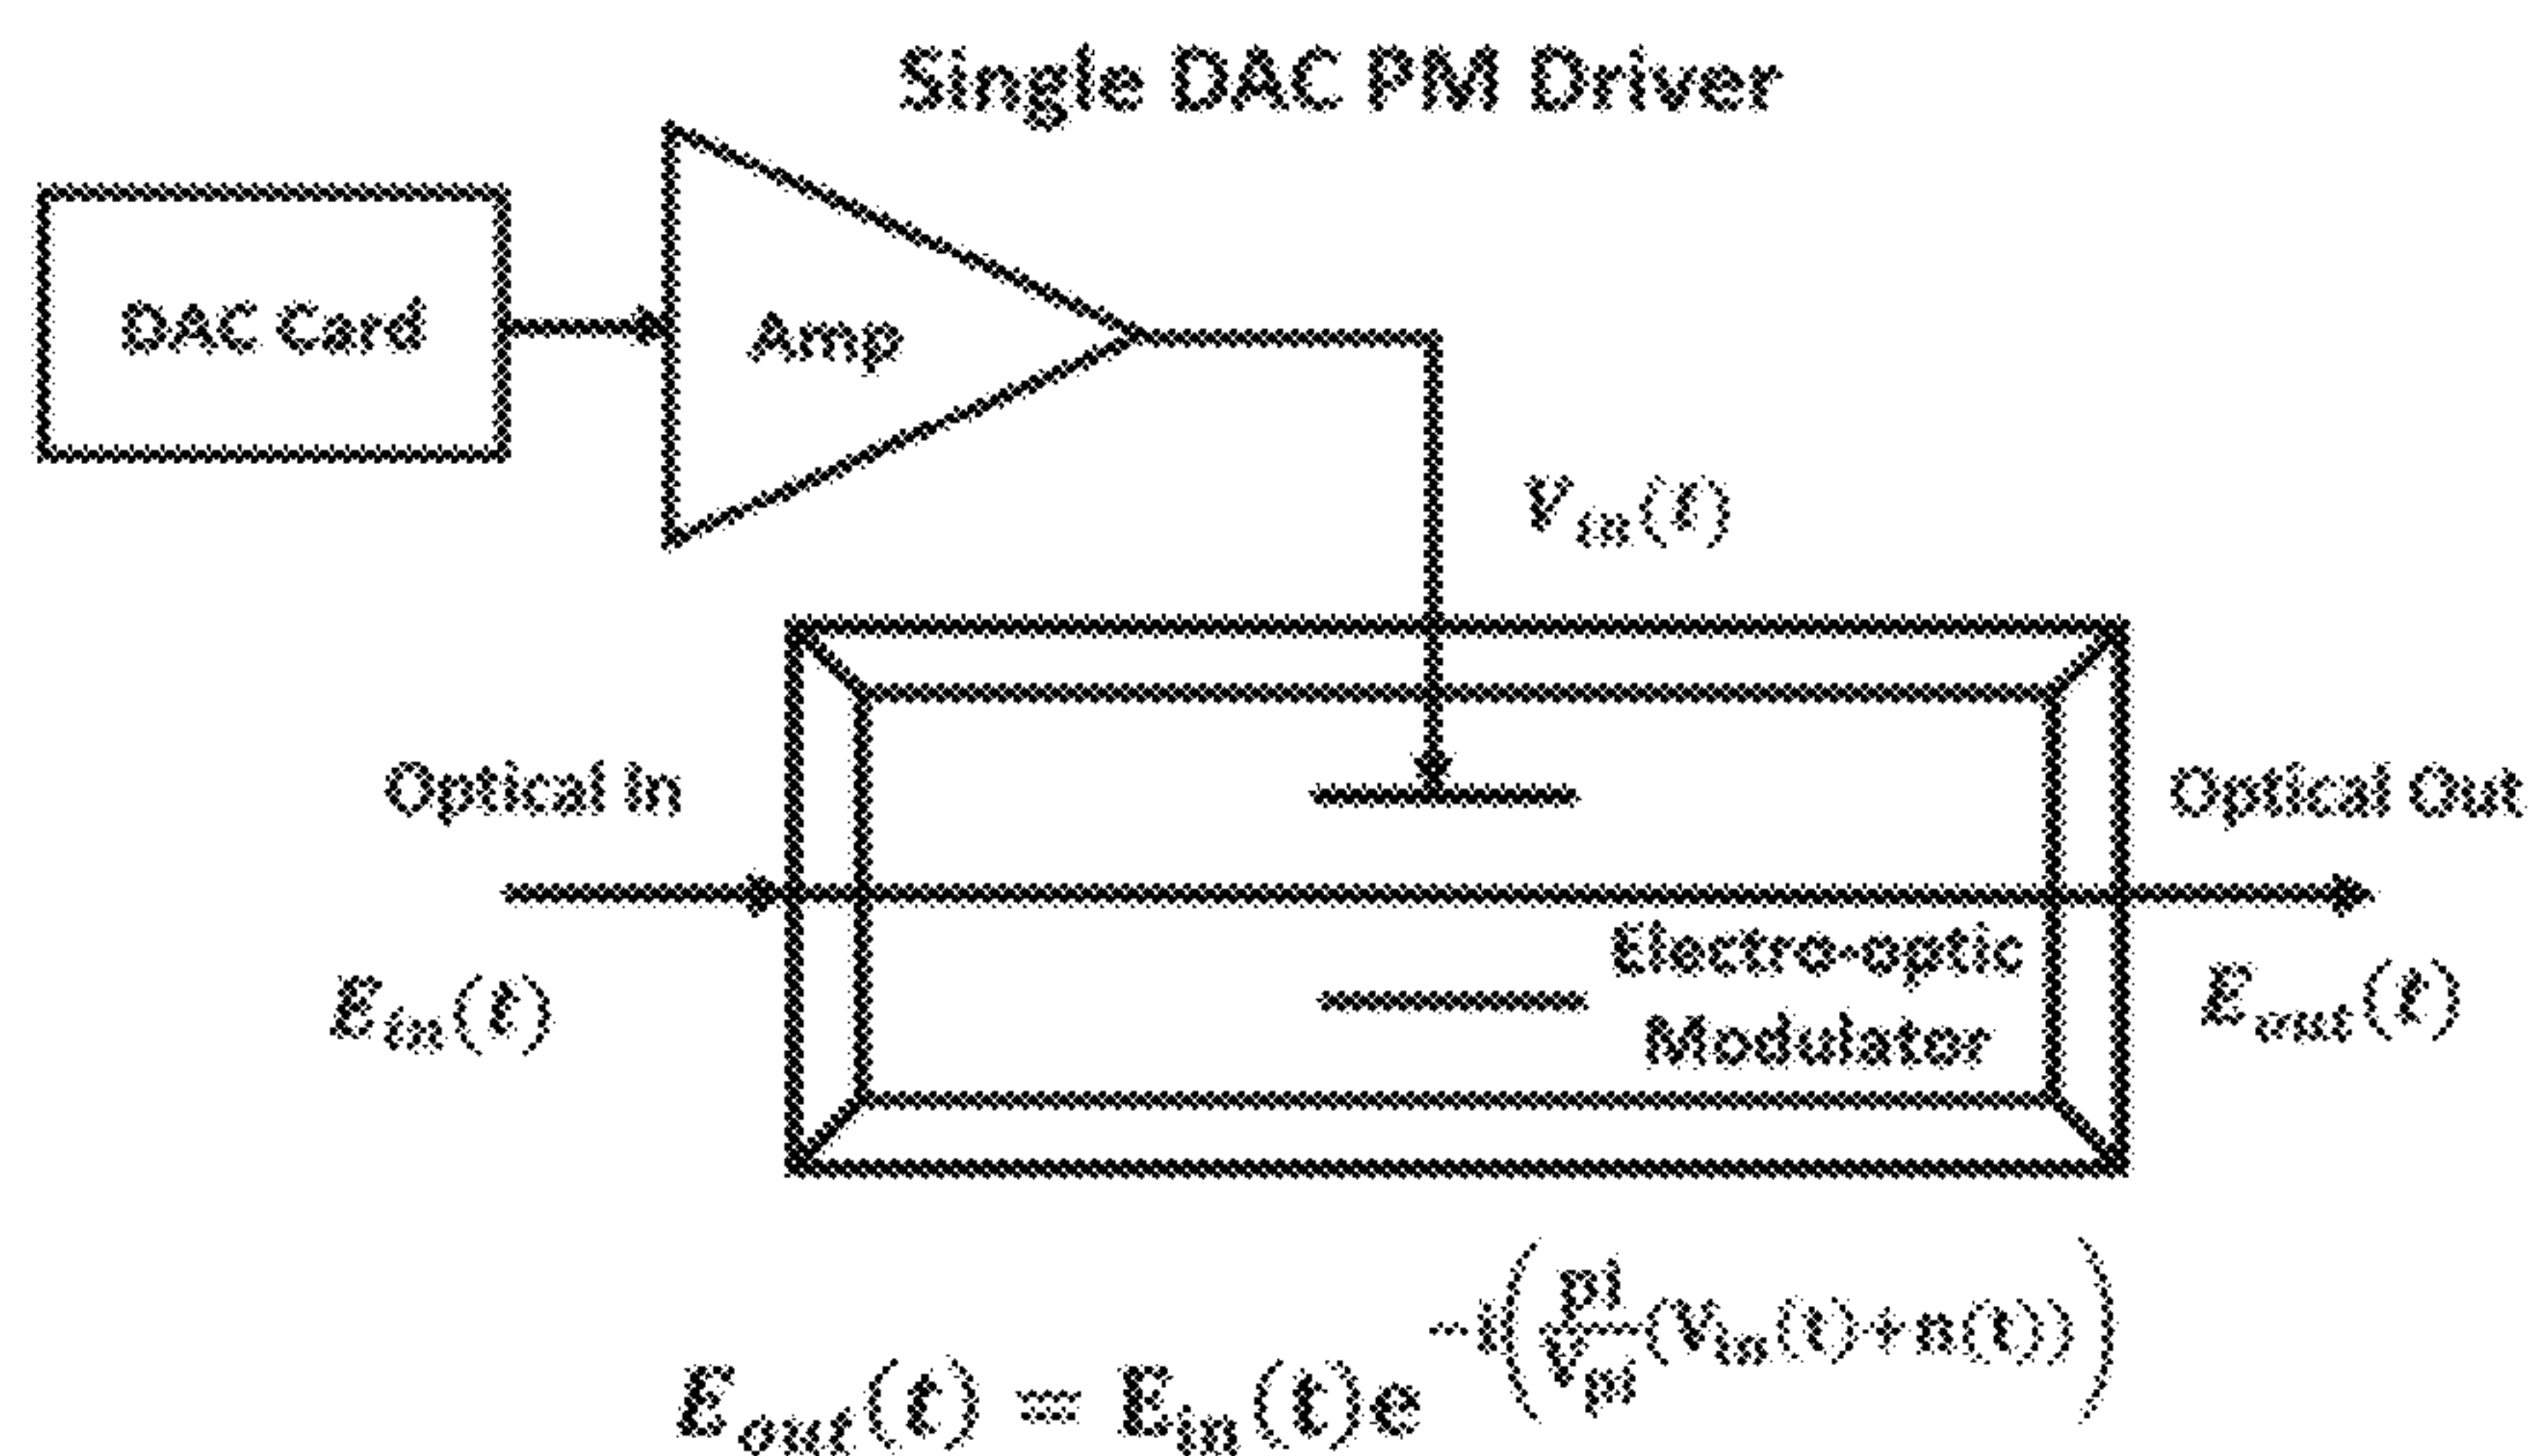 Single DAC PM Driver
DAC Card
Amp
V_in(t)
Optical in
Optical Out
E_in(t)
Electro-optic
Modulator
E_out(t)
E_out(t) = E_in(t)e^{-i(\frac{pi}{V_pi}(V_in(t)+n(t)))}